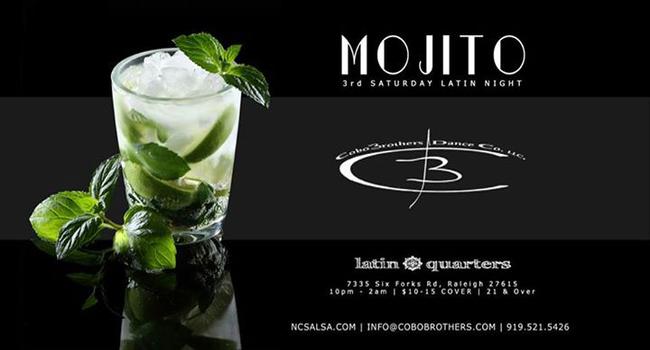 MOJITO
3rd SATURDAY LATIN NIGHT
CoboBrothers Dance Co. LLC.
CB
latin quarters
7335 Six Forks Rd, Raleigh 27615
10pm - 2am | $10-15 COVER | 21 & Over
NCSALSA.COM | INFO@COBOBROTHERS.COM | 919.521.5426